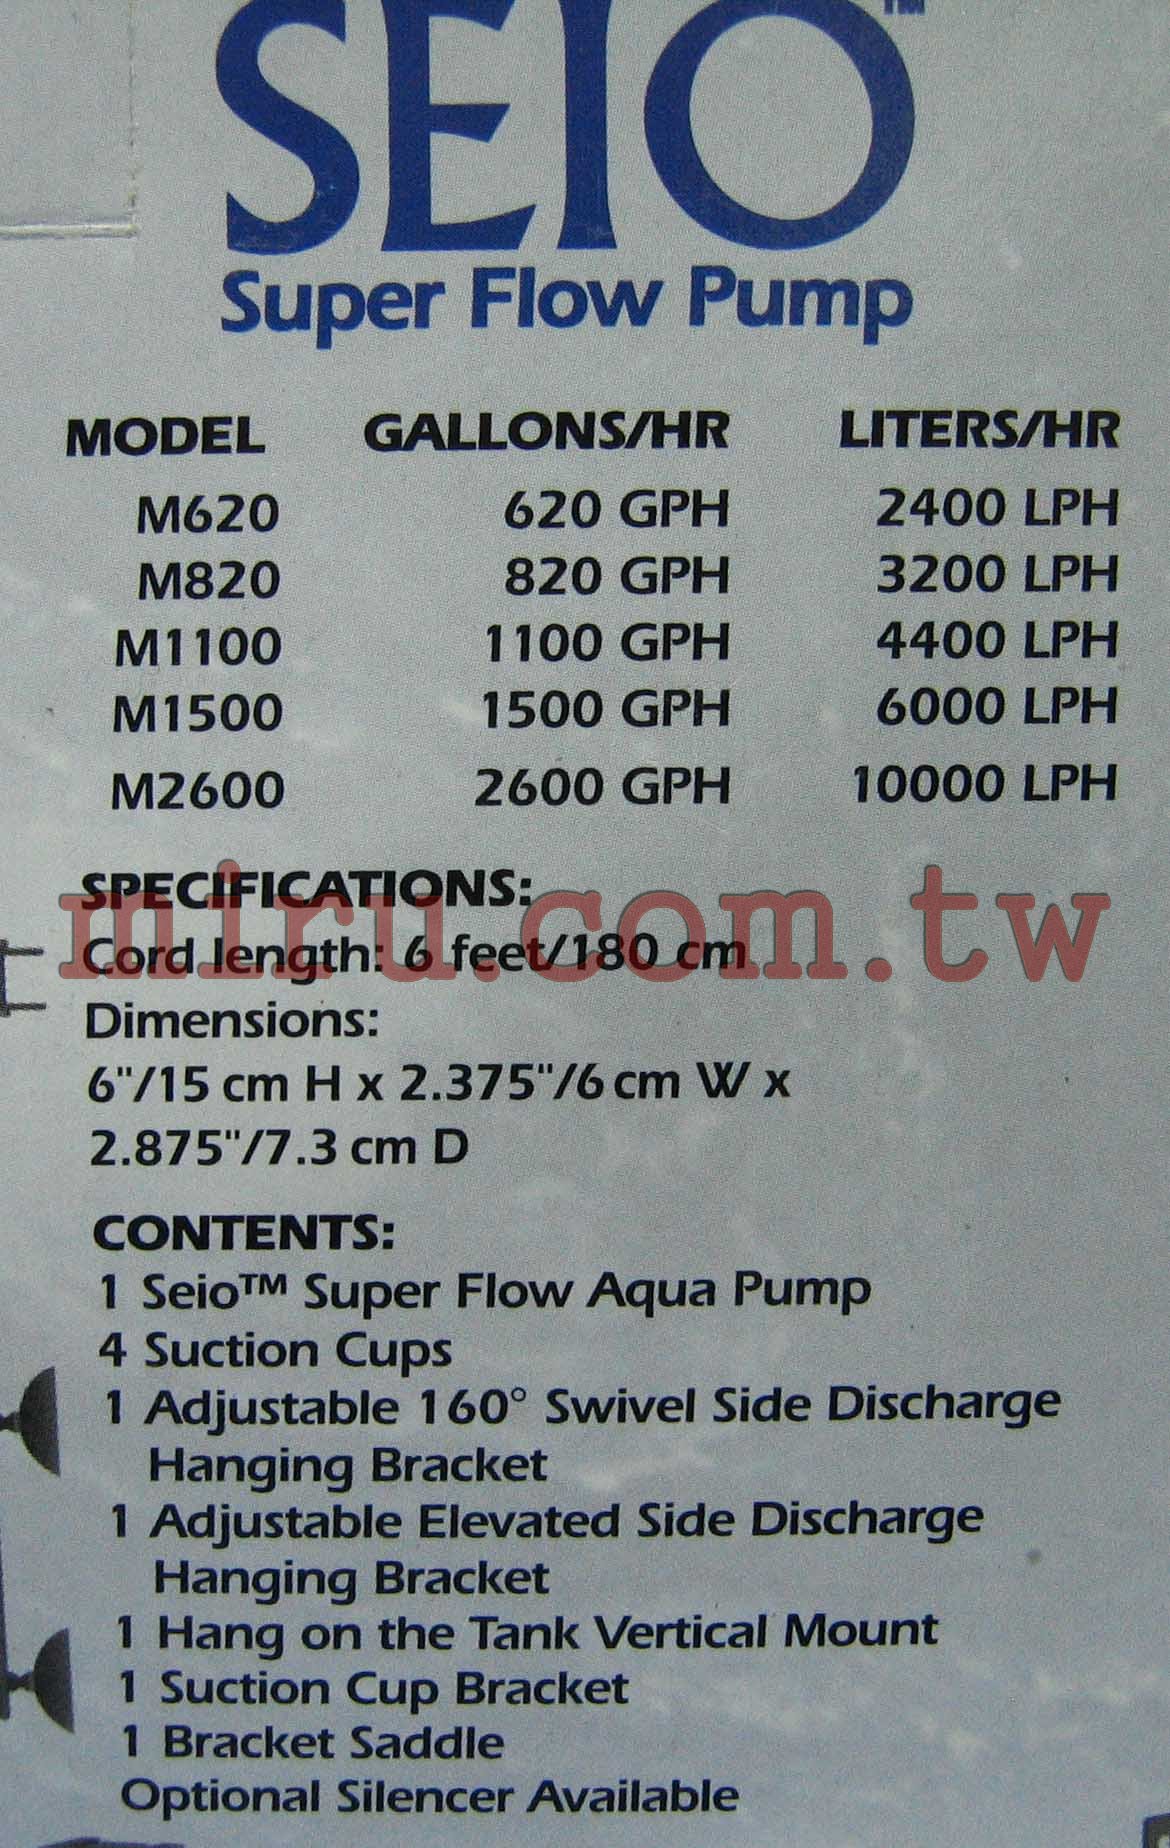 SEIO™
Super Flow Pump
MODEL GALLONS/HR LITERS/HR
M620 620 GPH 2400 LPH
M820 820 GPH 3200 LPH
M1100 1100 GPH 4400 LPH
M1500 1500 GPH 6000 LPH
M2600 2600 GPH 10000 LPH
SPECIFICATIONS:
miru.com.tw
Cord length: 6 feet/180 cm
Dimensions:
6"/15 cm H x 2.375"/6 cm W x
2.875"/7.3 cm D
CONTENTS:
1 Seio™ Super Flow Aqua Pump
4 Suction Cups
1 Adjustable 160° Swivel Side Discharge
Hanging Bracket
1 Adjustable Elevated Side Discharge
Hanging Bracket
1 Hang on the Tank Vertical Mount
1 Suction Cup Bracket
1 Bracket Saddle
Optional Silencer Available